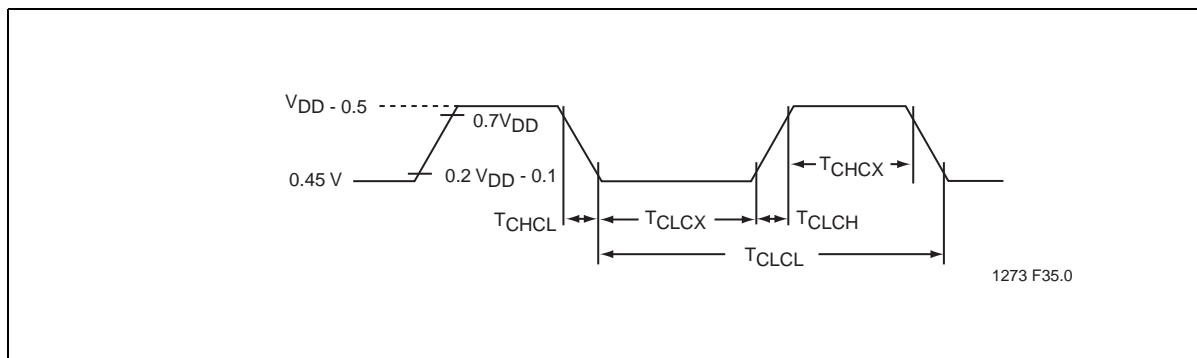 VDD - 0.5
0.7VDD
0.45 V
0.2 VDD - 0.1
TCHCX
TCHCL
TCLCX
TCLCH
TCLCL
1273 F35.0